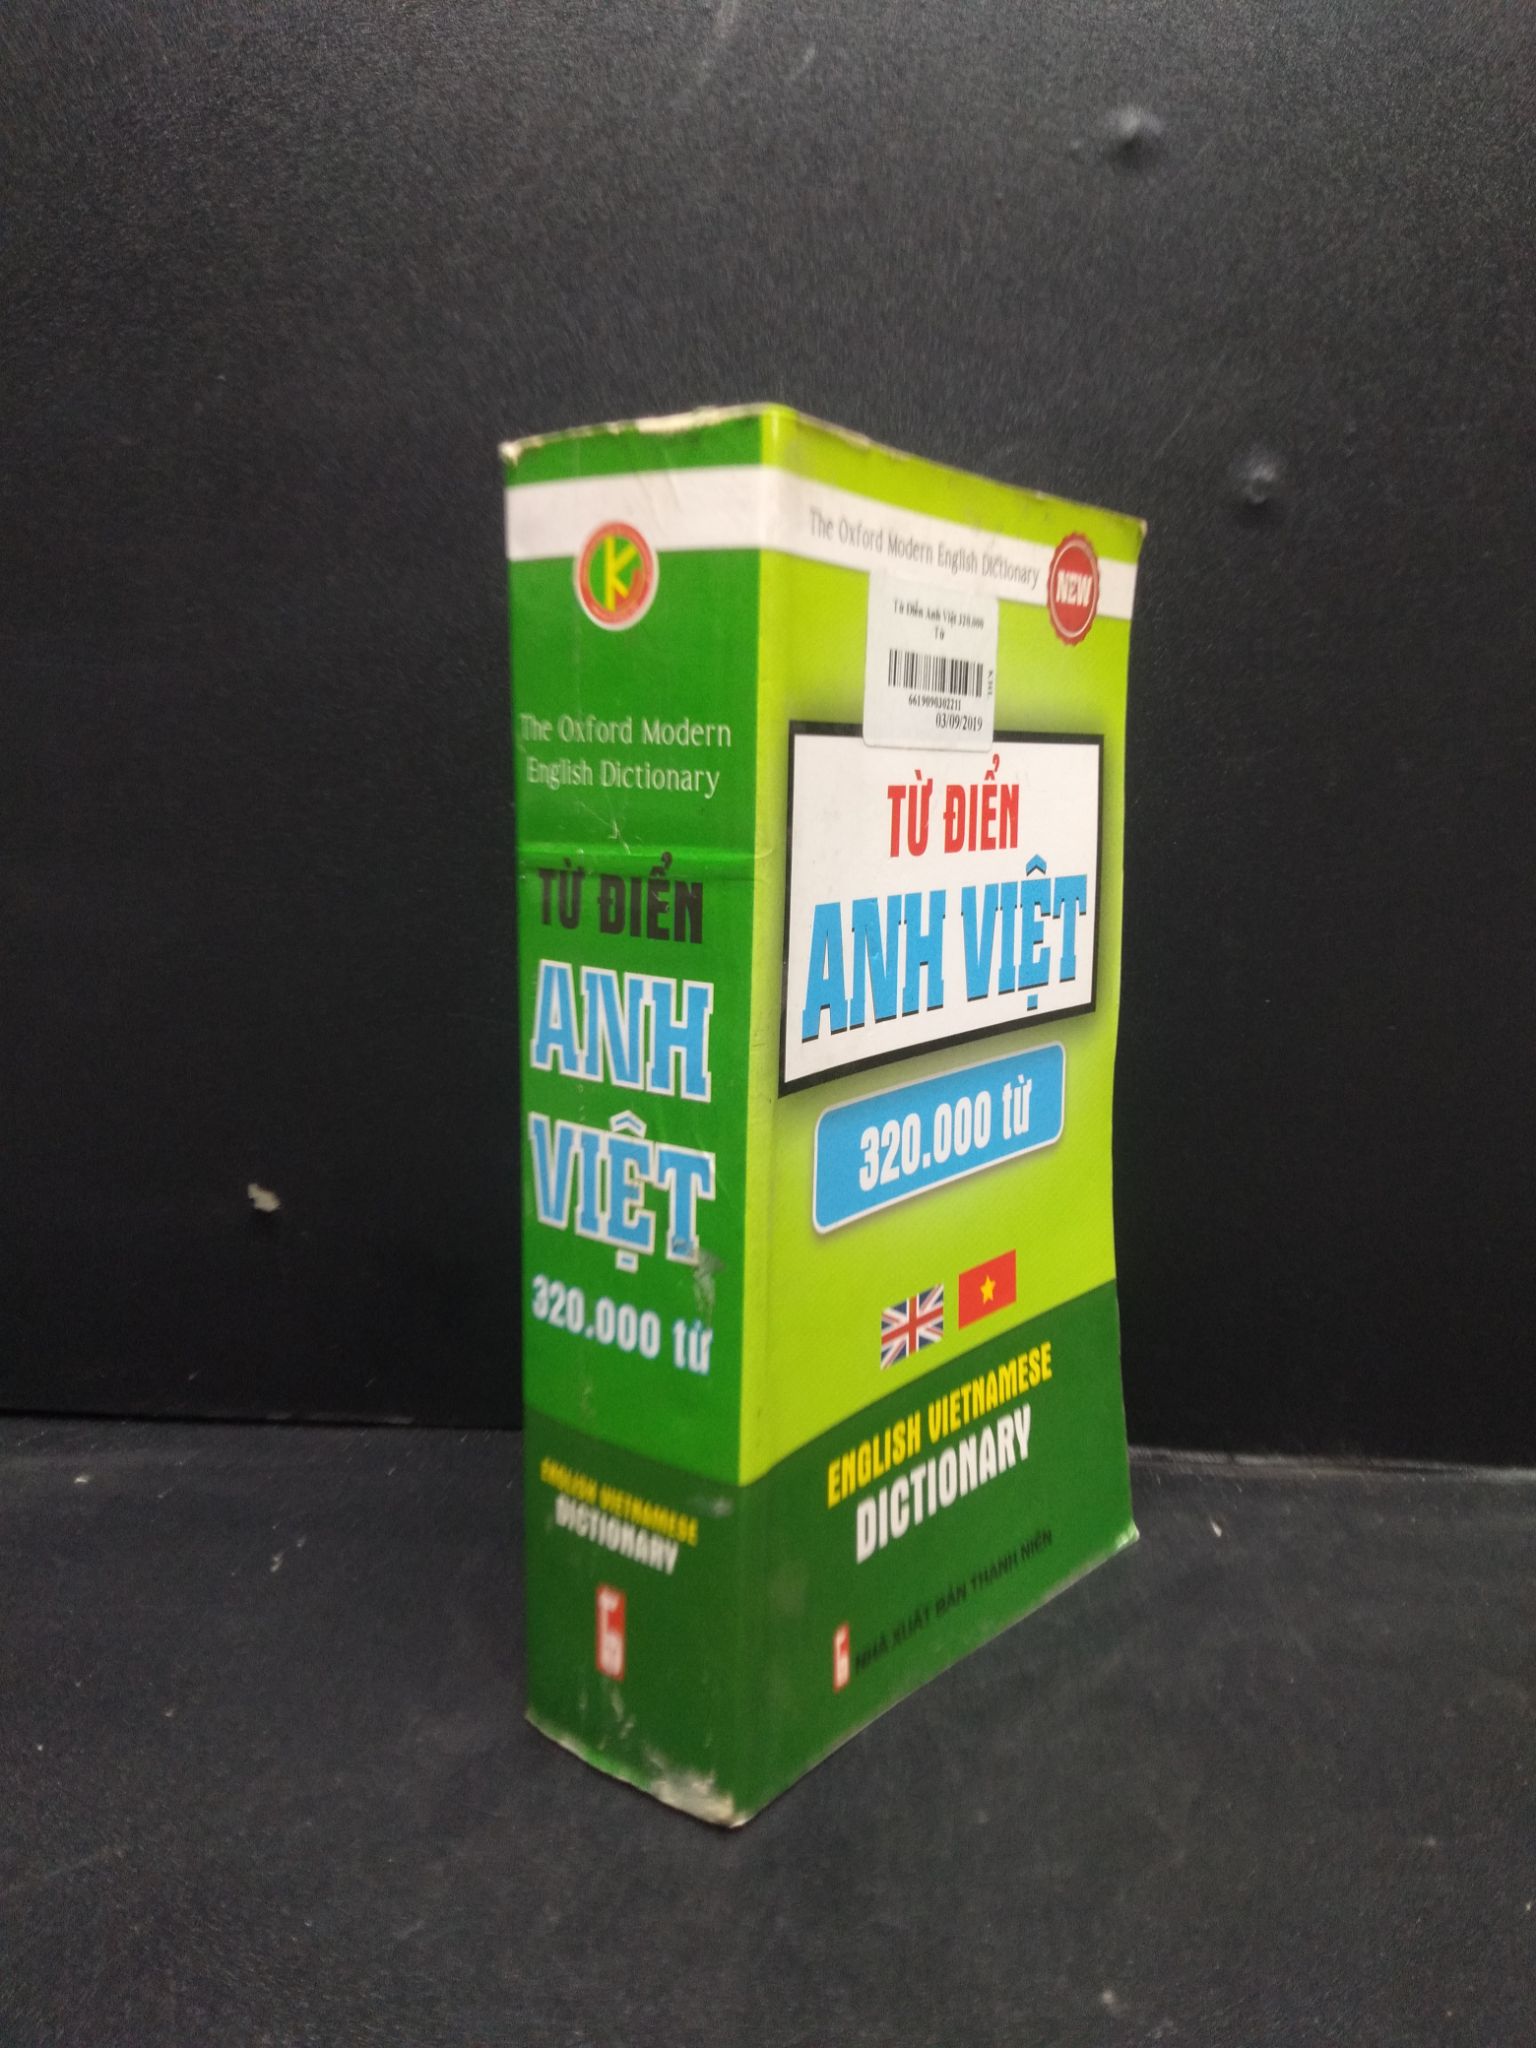 The Oxford Modern
English Dictionary
TỪ ĐIỂN
ANH
VIỆT
320.000 từ
ENGLISH VIETNAMESE
DICTIONARY
The Oxford Modern English Dictionary
NEW
Từ Điển Anh Việt 320.000
Từ
KHL
6619090302211
03/09/2019
TỪ ĐIỂN
ANH VIỆT
320.000 từ
ENGLISH VIETNAMESE
DICTIONARY
NHÀ XUẤT BẢN THANH NIÊN